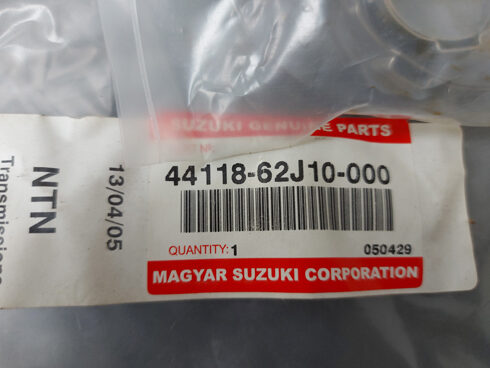 SUZUKI GENUINE PARTS
44118-62J10-000
QUANTITY: 1
050429
MAGYAR SUZUKI CORPORATION
13/04/05
NTN